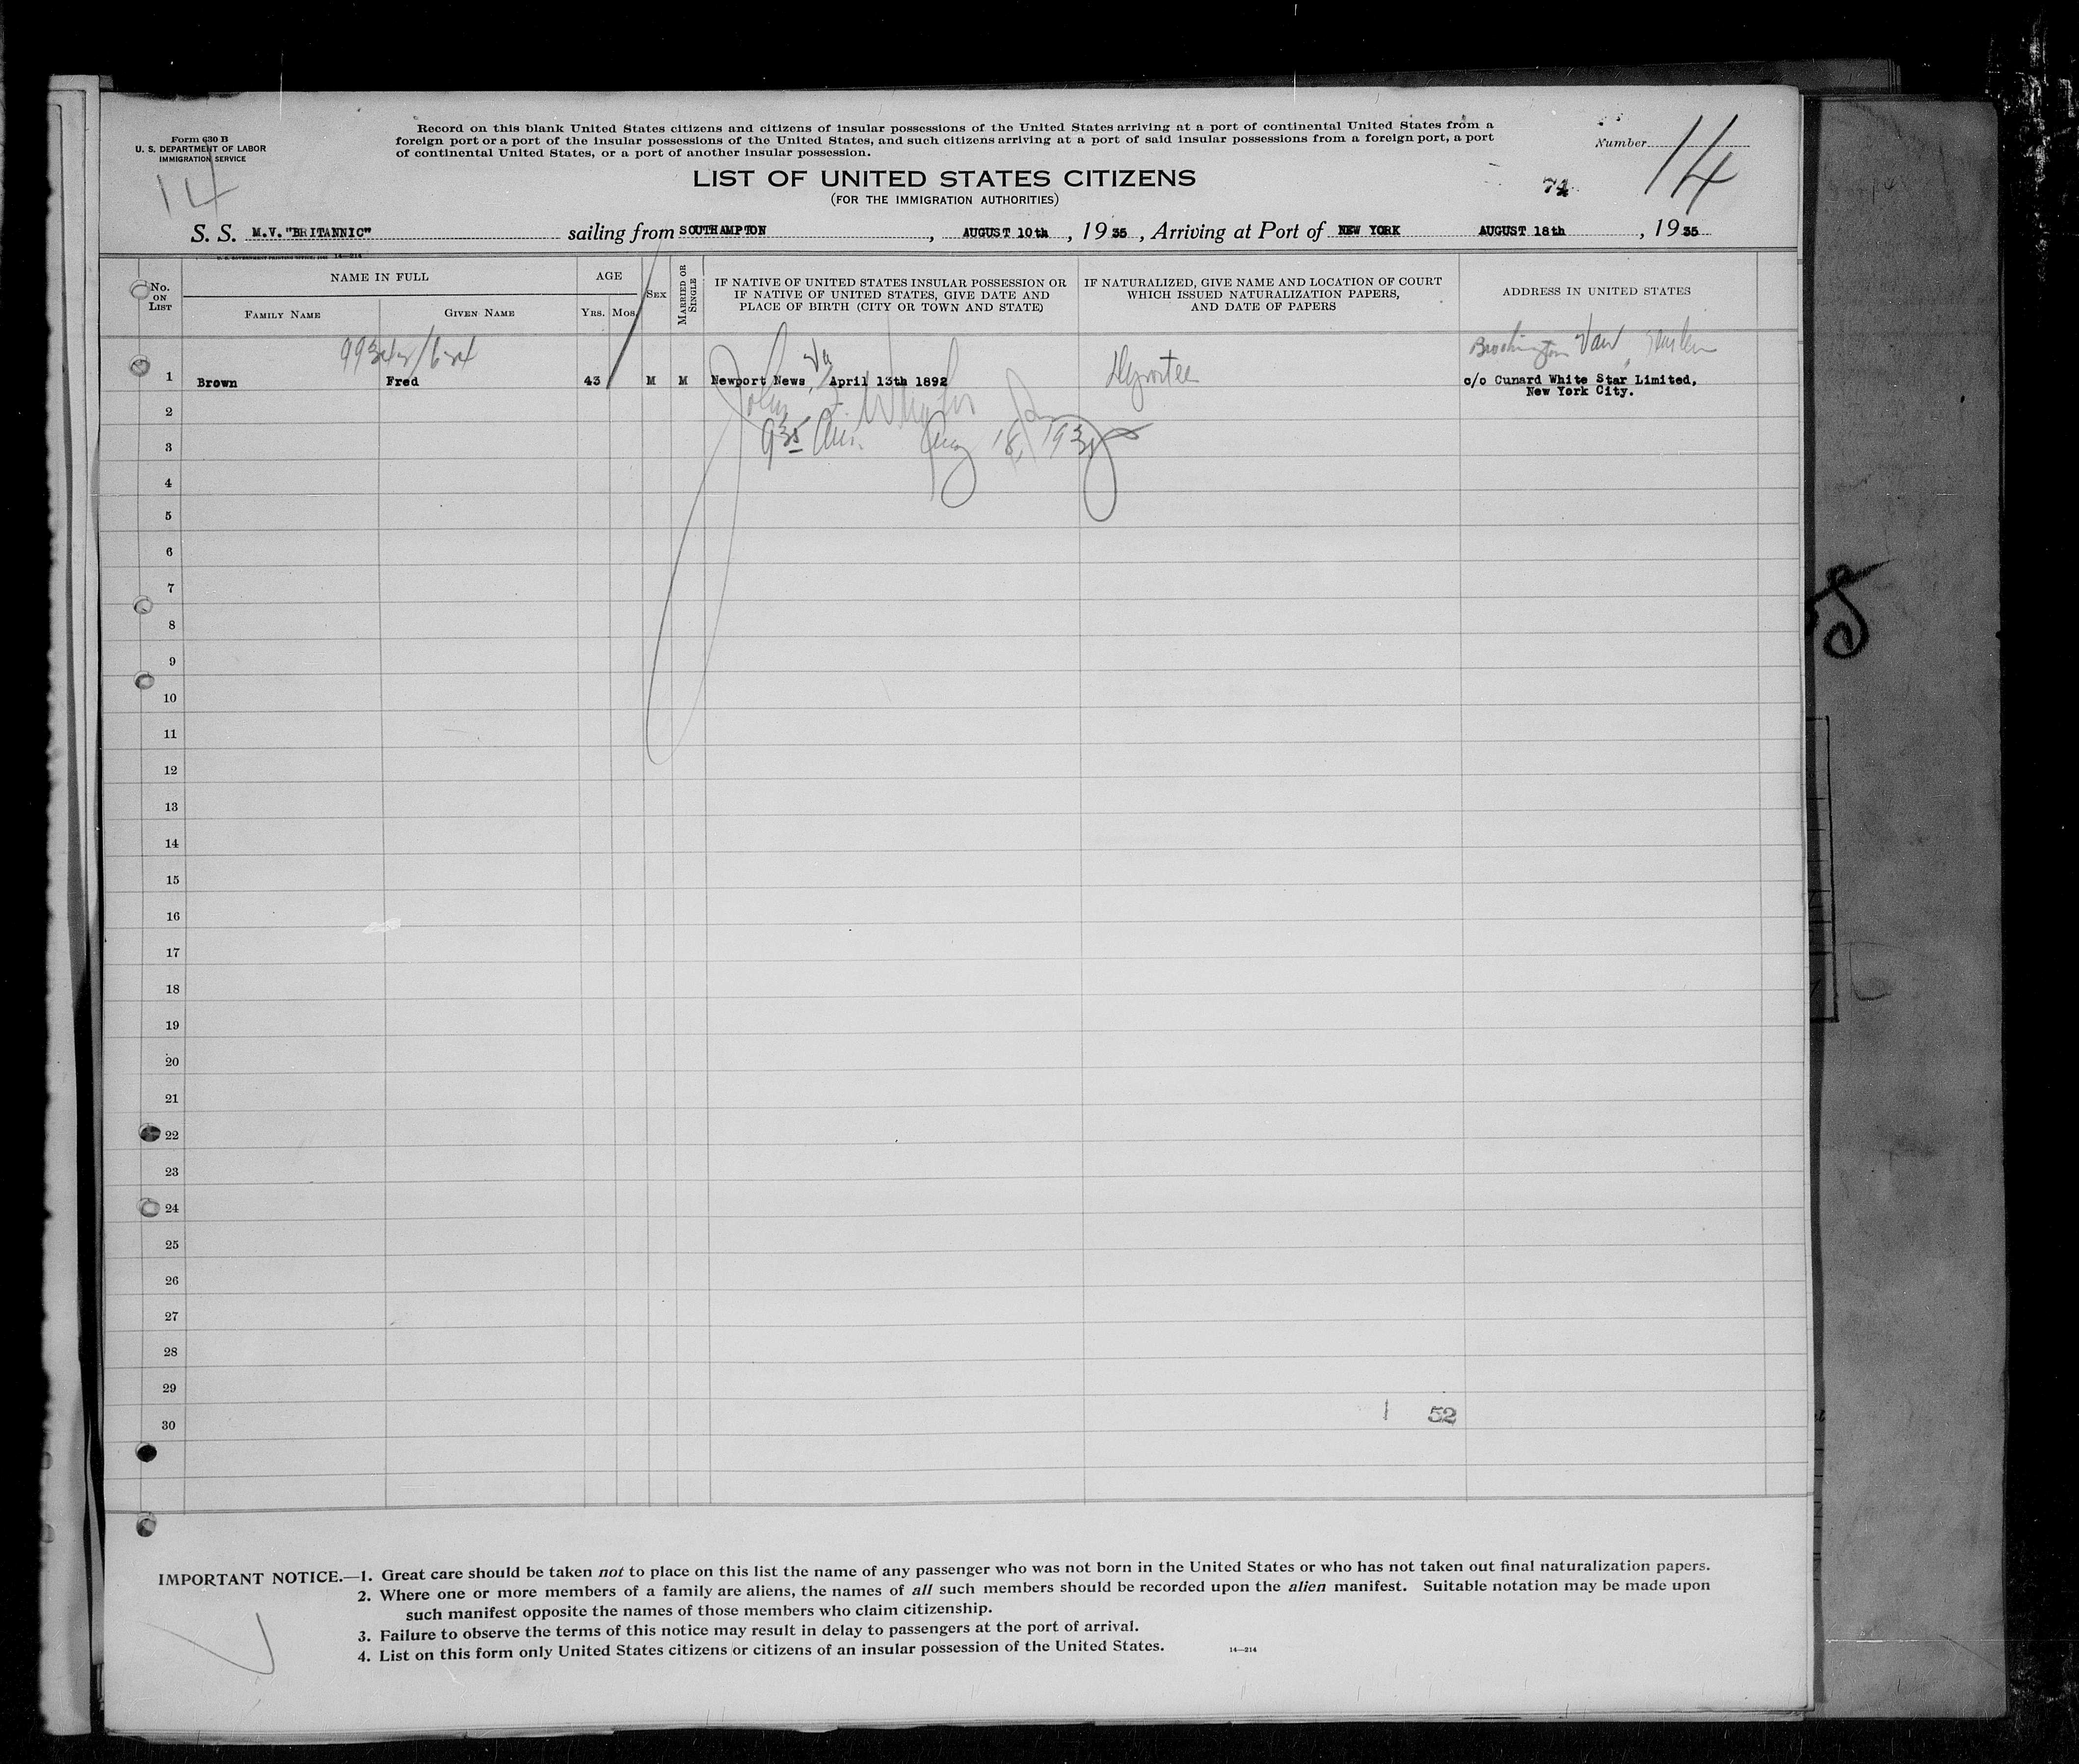 Form 630 B
U. S. DEPARTMENT OF LABOR
IMMIGRATION SERVICE
14
Record on this blank United States citizens and citizens of insular possessions of the United States arriving at a port of continental United States from a
foreign port or a port of the insular possessions of the United States, and such citizens arriving at a port of said insular possessions from a foreign port, a port
of continental United States, or a port of another insular possession.
Number
14
LIST OF UNITED STATES CITIZENS
(FOR THE IMMIGRATION AUTHORITIES)
S. S. M.V. "BRITANNIC" sailing from SOUTHAMPTON, AUGUST 10th, 1935, Arriving at Port of NEW YORK AUGUST 18th, 1935
No. ON LIST
NAME IN FULL
FAMILY NAME
GIVEN NAME
AGE
YRS. MOS.
SEX
MARRIED OR SINGLE
IF NATIVE OF UNITED STATES INSULAR POSSESSION OR
IF NATIVE OF UNITED STATES, GIVE DATE AND
PLACE OF BIRTH (CITY OR TOWN AND STATE)
IF NATURALIZED, GIVE NAME AND LOCATION OF COURT
WHICH ISSUED NATURALIZATION PAPERS,
AND DATE OF PAPERS
ADDRESS IN UNITED STATES
1 Brown Fred 43 M M Newport News, Va April 13th 1892 c/o Cunard White Star Limited,
New York City.
2
935 Am. Aug 18, 1935
3
4
5
6
7
8
9
10
11
12
13
14
15
16
17
18
19
20
21
22
23
24
25
26
27
28
29
30
1 52
IMPORTANT NOTICE.—1. Great care should be taken not to place on this list the name of any passenger who was not born in the United States or who has not taken out final naturalization papers.
2. Where one or more members of a family are aliens, the names of all such members should be recorded upon the alien manifest. Suitable notation may be made upon
such manifest opposite the names of those members who claim citizenship.
3. Failure to observe the terms of this notice may result in delay to passengers at the port of arrival.
4. List on this form only United States citizens or citizens of an insular possession of the United States.
14—214